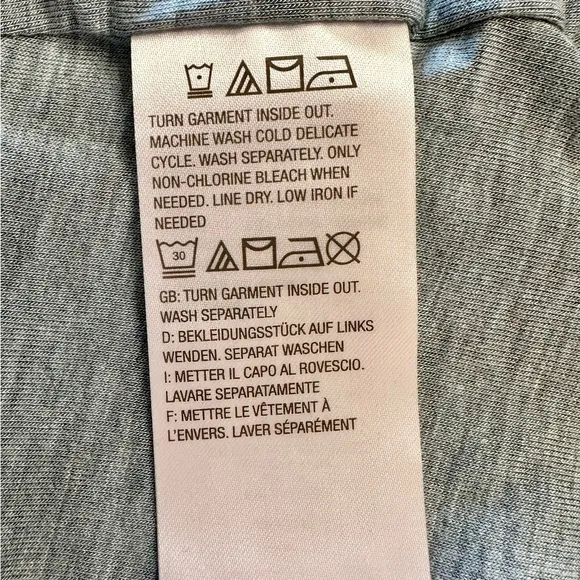 TURN GARMENT INSIDE OUT.
MACHINE WASH COLD DELICATE
CYCLE. WASH SEPARATELY. ONLY
NON-CHLORINE BLEACH WHEN
NEEDED. LINE DRY. LOW IRON IF
NEEDED
30
GB: TURN GARMENT INSIDE OUT.
WASH SEPARATELY
D: BEKLEIDUNGSSTÜCK AUF LINKS
WENDEN. SEPARAT WASCHEN
I: METTER IL CAPO AL ROVESCIO.
LAVARE SEPARATAMENTE
F: METTRE LE VÊTEMENT À
L'ENVERS. LAVER SÉPARÉMENT